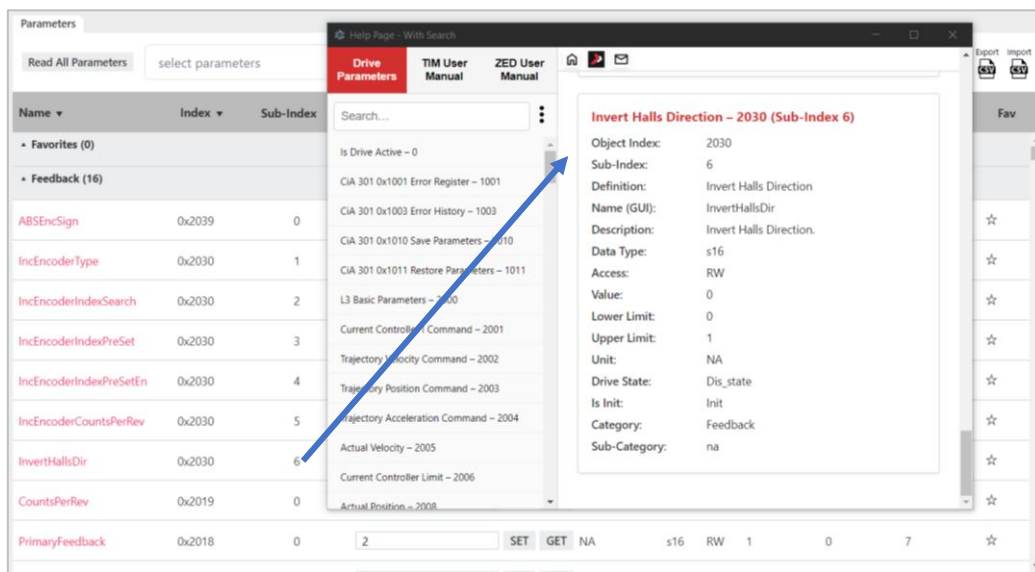 Parameters
Read All Parameters
select parameters
Export
Import
CSV
CSV
Name ▾ Index ▾ Sub-Index Fav
Favorites (0)
Feedback (16)
ABSEncSign 0x2039 0
IncEncoderType 0x2030 1
IncEncoderIndexSearch 0x2030 2
IncEncoderIndexPreSet 0x2030 3
IncEncoderIndexPreSetEn 0x2030 4
IncEncoderCountsPerRev 0x2030 5
InvertHallsDir 0x2030 6
CountsPerRev 0x2019 0
PrimaryFeedback 0x2018 0 2 SET GET NA s16 RW 1 0 7
Help Page - With Search
Drive Parameters
TIM User Manual
ZED User Manual
Search...
Is Drive Active – 0
CiA 301 0x1001 Error Register – 1001
CiA 301 0x1003 Error History – 1003
CiA 301 0x1010 Save Parameters – 1010
CiA 301 0x1011 Restore Parameters – 1011
L3 Basic Parameters – 2000
Current Controller I Command – 2001
Trajectory Velocity Command – 2002
Trajectory Position Command – 2003
Trajectory Acceleration Command – 2004
Actual Velocity – 2005
Current Controller Limit – 2006
Actual Position – 2008
Invert Halls Direction – 2030 (Sub-Index 6)
Object Index: 2030
Sub-Index: 6
Definition: Invert Halls Direction
Name (GUI): InvertHallsDir
Description: Invert Halls Direction.
Data Type: s16
Access: RW
Value: 0
Lower Limit: 0
Upper Limit: 1
Unit: NA
Drive State: Dis_state
Is Init: Init
Category: Feedback
Sub-Category: na